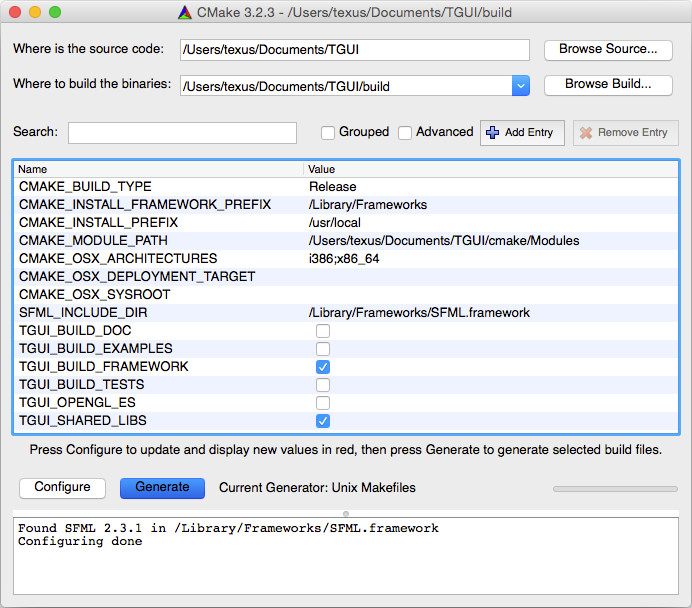 CMake 3.2.3 - /Users/texus/Documents/TGUI/build
Where is the source code: /Users/texus/Documents/TGUI Browse Source...
Where to build the binaries: /Users/texus/Documents/TGUI/build Browse Build...
Search: Grouped Advanced Add Entry Remove Entry
Name Value
CMAKE_BUILD_TYPE Release
CMAKE_INSTALL_FRAMEWORK_PREFIX /Library/Frameworks
CMAKE_INSTALL_PREFIX /usr/local
CMAKE_MODULE_PATH /Users/texus/Documents/TGUI/cmake/Modules
CMAKE_OSX_ARCHITECTURES i386;x86_64
CMAKE_OSX_DEPLOYMENT_TARGET
CMAKE_OSX_SYSROOT
SFML_INCLUDE_DIR /Library/Frameworks/SFML.framework
TGUI_BUILD_DOC
TGUI_BUILD_EXAMPLES
TGUI_BUILD_FRAMEWORK
TGUI_BUILD_TESTS
TGUI_OPENGL_ES
TGUI_SHARED_LIBS
Press Configure to update and display new values in red, then press Generate to generate selected build files.
Configure Generate Current Generator: Unix Makefiles
Found SFML 2.3.1 in /Library/Frameworks/SFML.framework
Configuring done